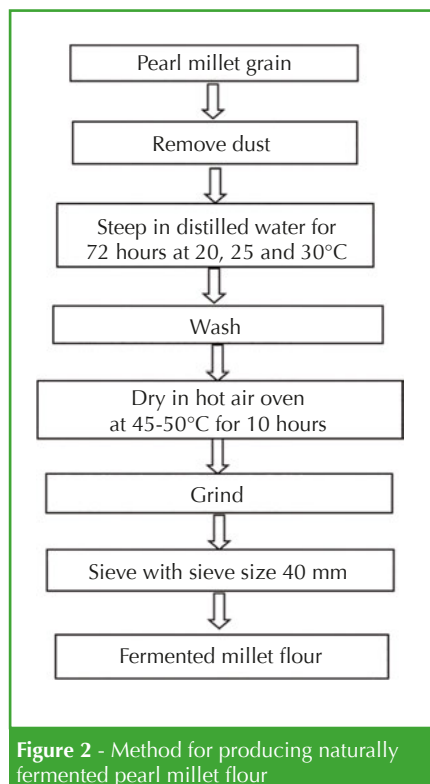 Pearl millet grain
Remove dust
Steep in distilled water for
72 hours at 20, 25 and 30°C
Wash
Dry in hot air oven
at 45-50°C for 10 hours
Grind
Sieve with sieve size 40 mm
Fermented millet flour
Figure 2 - Method for producing naturally
fermented pearl millet flour